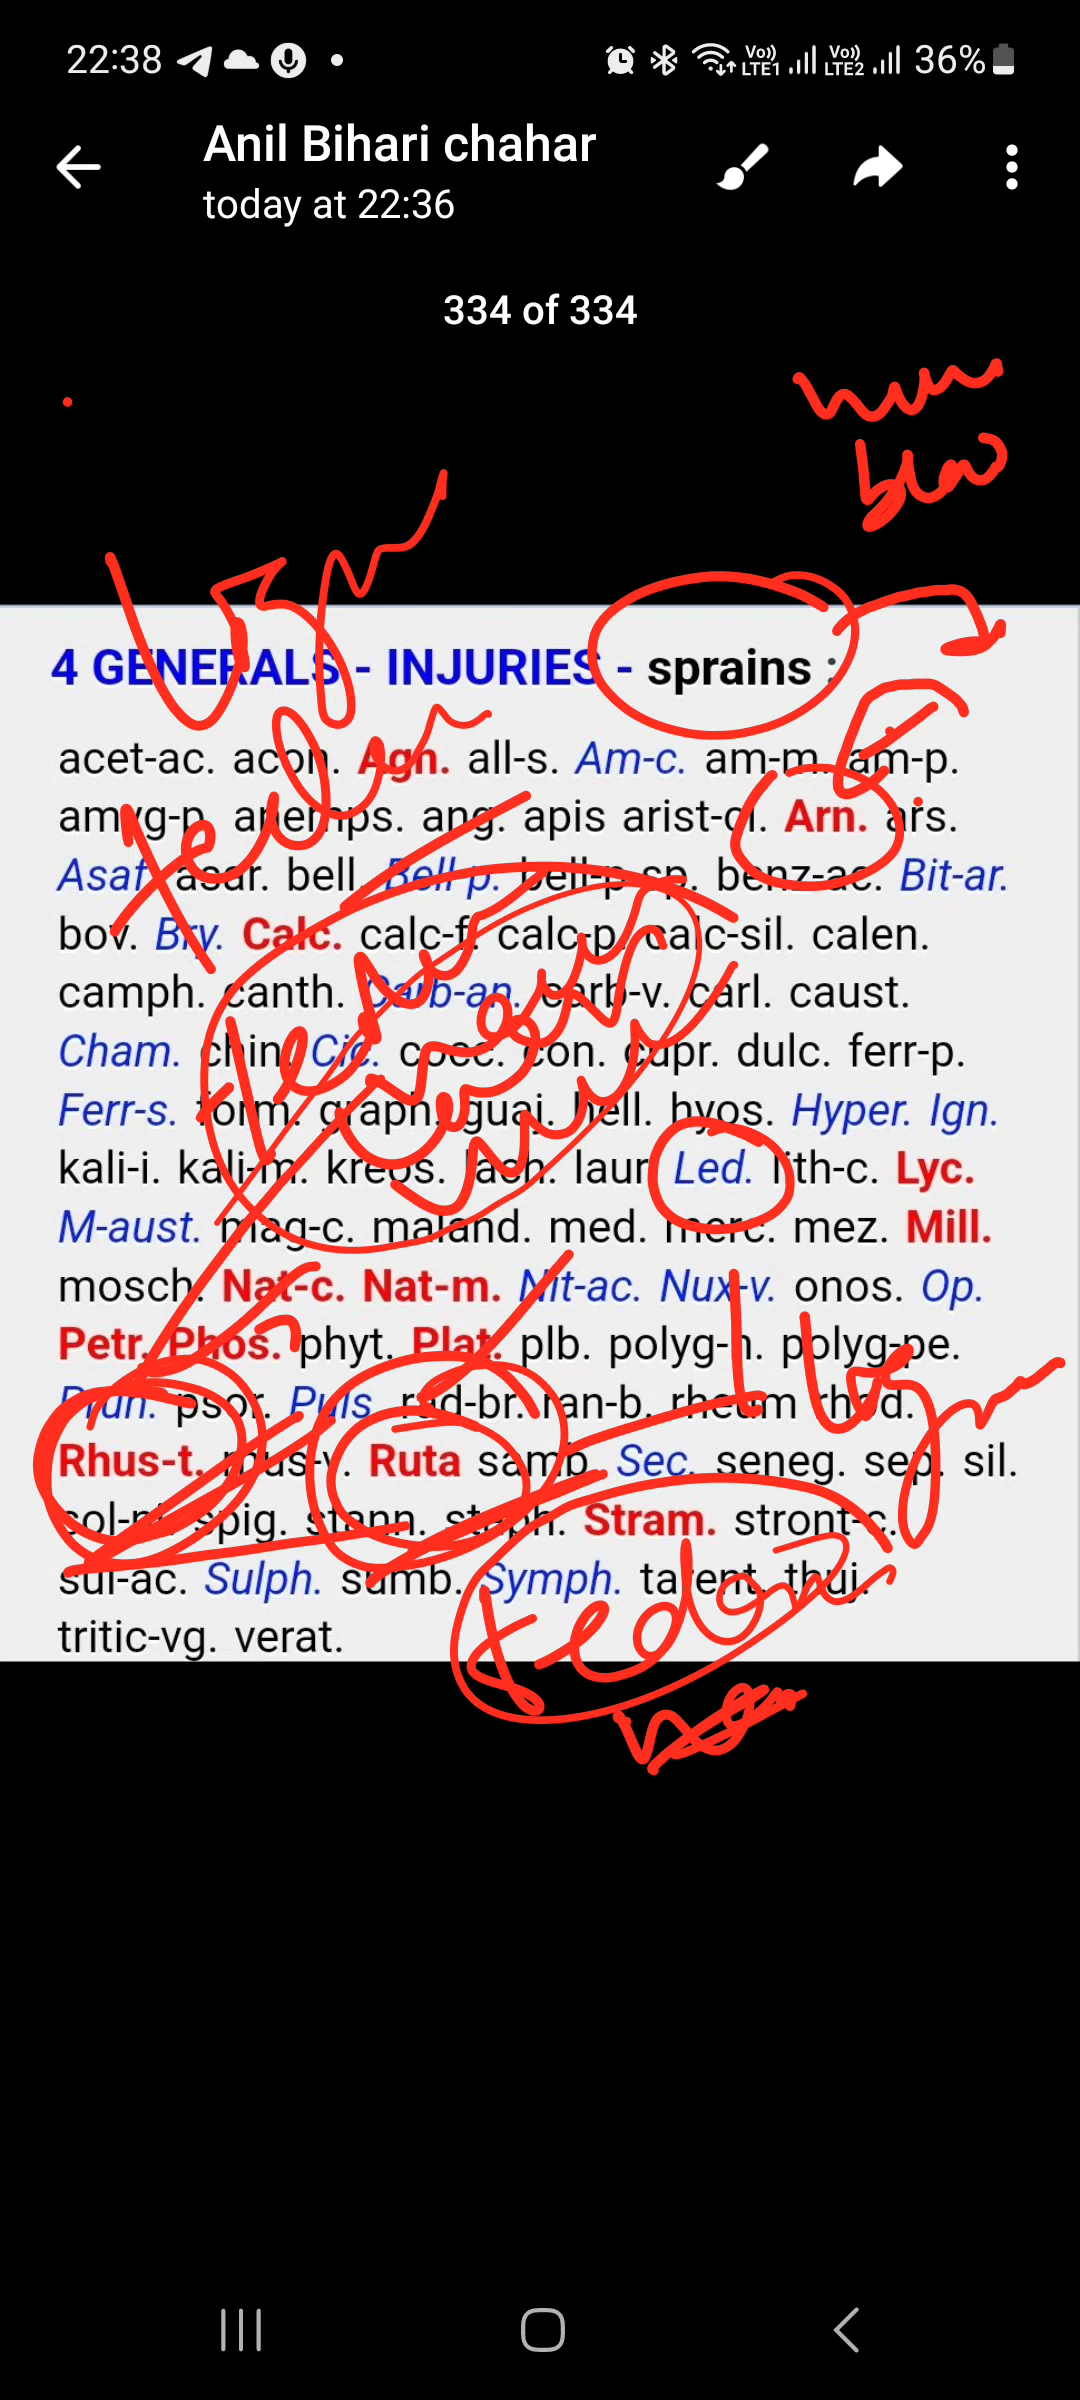 22:38 Vo)) LTE1 Vo)) LTE2 36%
Anil Bihari chahar
today at 22:36
334 of 334
4 GENERALS - INJURIES - sprains :
acet-ac. acon. Agn. all-s. Am-c. am-m. am-p.
amyg-p. anemps. ang. apis arist-cl. Arn. ars.
Asaf. asar. bell. Bell-p. bell-p-sp. benz-ac. Bit-ar.
bov. Bry. Calc. calc-f. calc-p. calc-sil. calen.
camph. canth. Carb-an. carb-v. carl. caust.
Cham. chin. Cic. cocc. con. cupr. dulc. ferr-p.
Ferr-s. form. graph. guaj. hell. hyos. Hyper. Ign.
kali-i. kali-m. kreos. lach. laur. Led. lith-c. Lyc.
M-aust. mag-c. maland. med. merc. mez. Mill.
mosch. Nat-c. Nat-m. Nit-ac. Nux-v. onos. Op.
Petr. Phos. phyt. Plat. plb. polyg-h. polyg-pe.
Prun. psor. Puls. rad-br. ran-b. rheum rhod.
Rhus-t. rhus-v. Ruta samb. Sec. seneg. sep. sil.
sol-ni. spig. stann. staph. Stram. stront-c.
sul-ac. Sulph. sumb. Symph. tarent. thuj.
tritic-vg. verat.